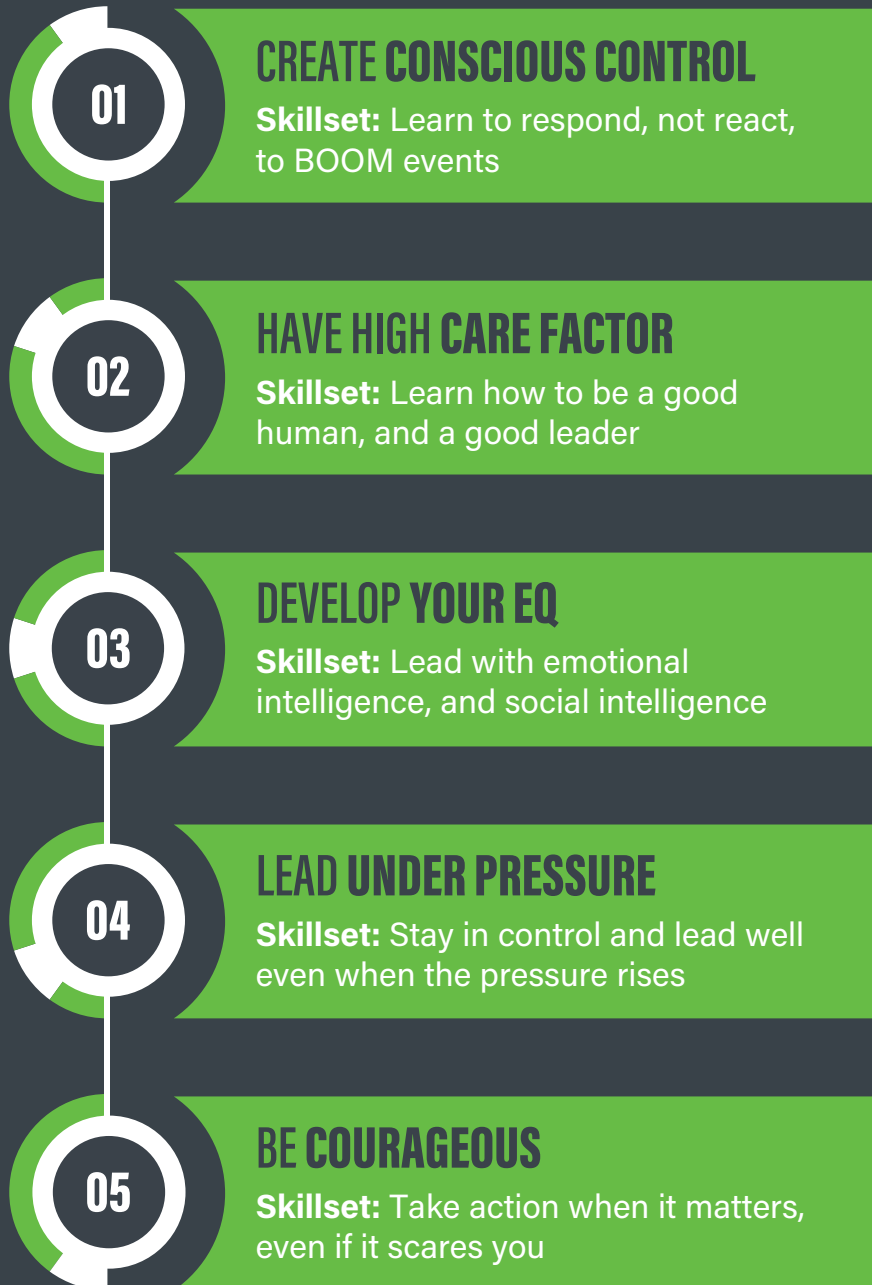 01
CREATE CONSCIOUS CONTROL
Skillset: Learn to respond, not react,
to BOOM events
02
HAVE HIGH CARE FACTOR
Skillset: Learn how to be a good
human, and a good leader
03
DEVELOP YOUR EQ
Skillset: Lead with emotional
intelligence, and social intelligence
04
LEAD UNDER PRESSURE
Skillset: Stay in control and lead well
even when the pressure rises
05
BE COURAGEOUS
Skillset: Take action when it matters,
even if it scares you